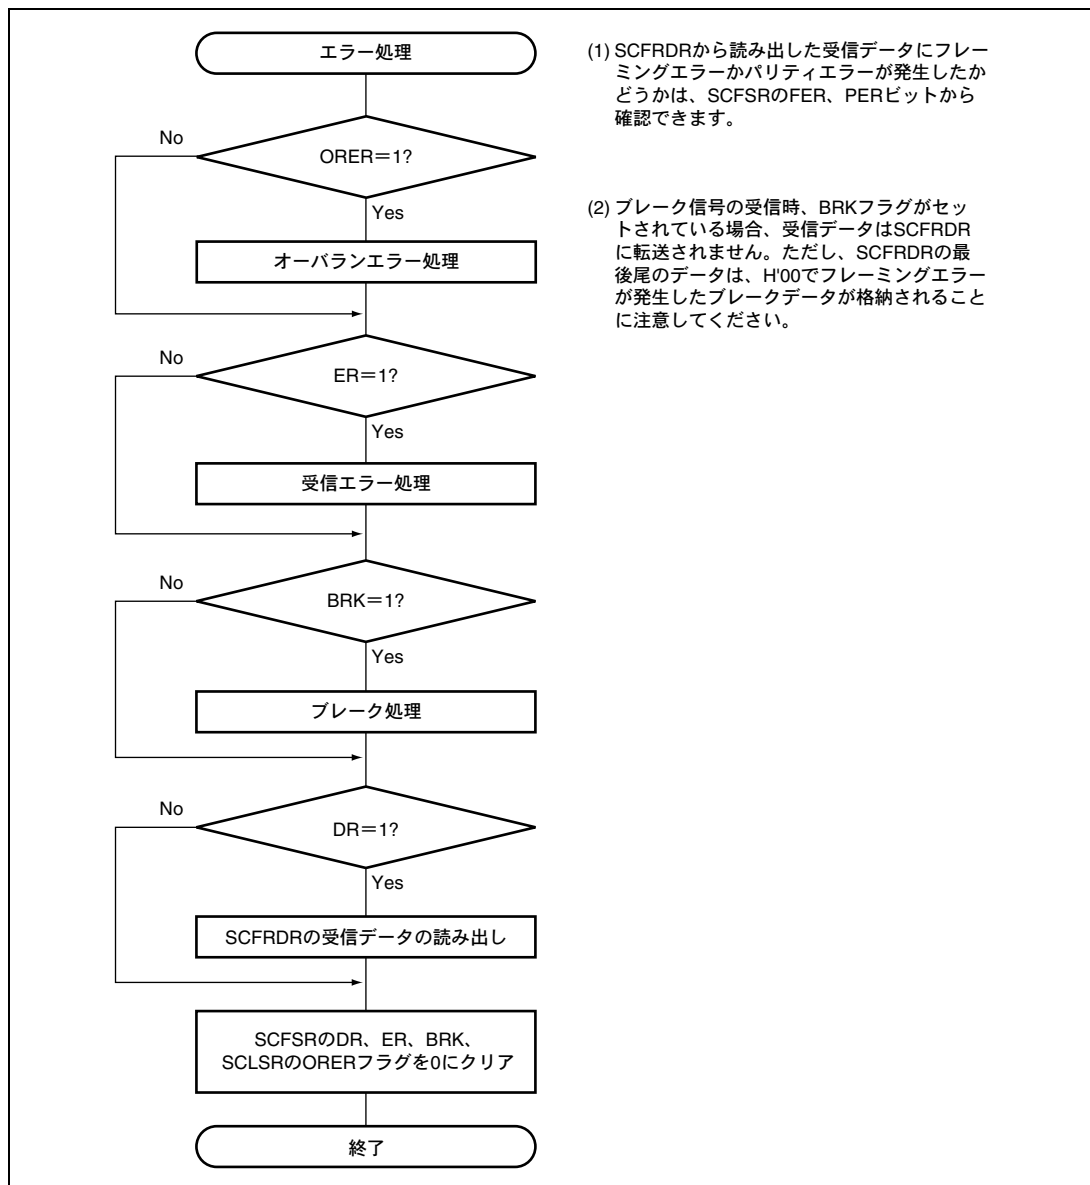 エラー処理
(1) SCFRDRから読み出した受信データにフレー
ミングエラーかパリティエラーが発生したか
どうかは、SCFSRのFER、PERビットから
確認できます。
No
ORER=1?
Yes
(2) ブレーク信号の受信時、BRKフラグがセッ
トされている場合、受信データはSCFRDR
に転送されません。ただし、SCFRDRの最
後尾のデータは、H'00でフレーミングエラー
が発生したブレークデータが格納されること
に注意してください。
オーバランエラー処理
No
ER=1?
Yes
受信エラー処理
No
BRK=1?
Yes
ブレーク処理
No
DR=1?
Yes
SCFRDRの受信データの読み出し
SCFSRのDR、ER、BRK、
SCLSRのORERフラグを0にクリア
終了